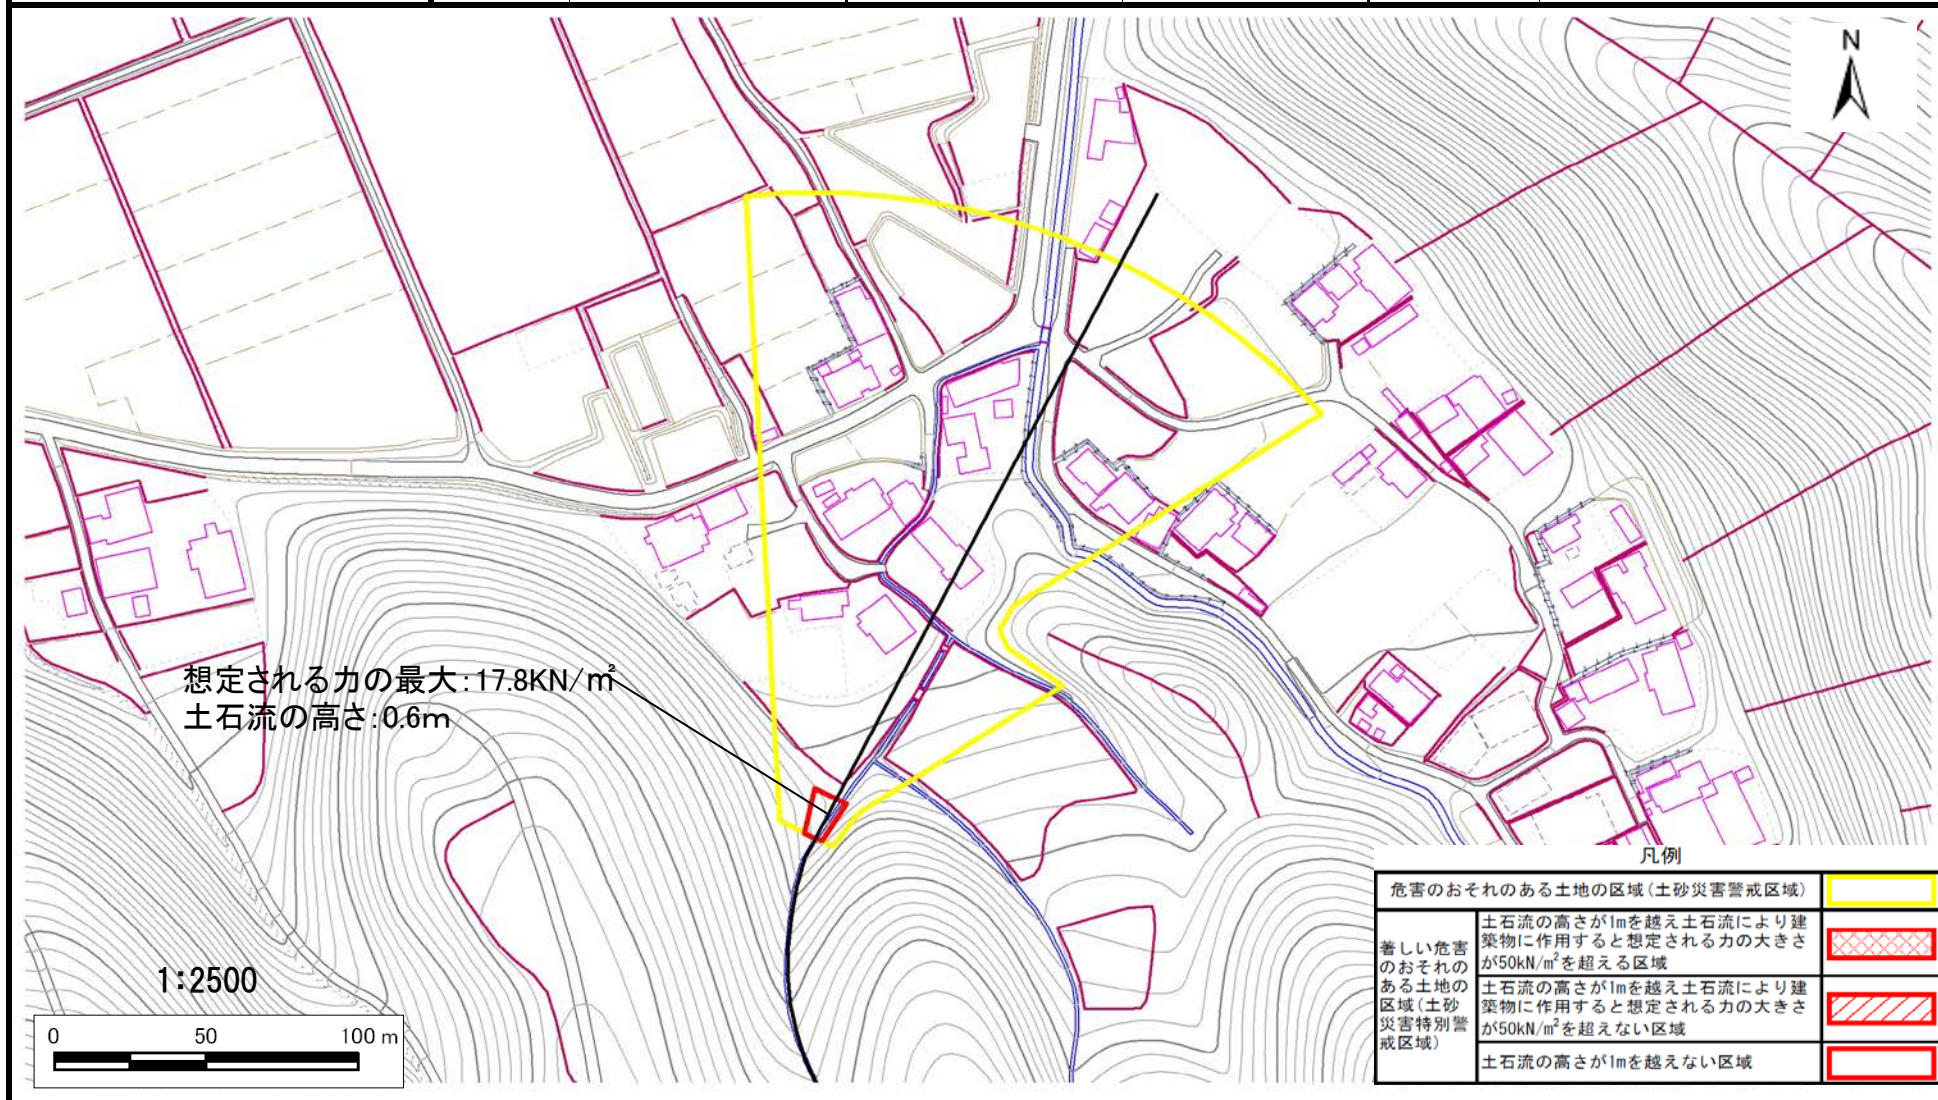 N
想定される力の最大：17.8KN/㎡
土石流の高さ：0.6m
1:2500
0 50 100 m
凡例
危害のおそれのある土地の区域(土砂災害警戒区域)
著しい危害
のおそれの
ある土地の
区域(土砂
災害特別警
戒区域)
土石流の高さが1mを越え土石流により建
築物に作用すると想定される力の大きさ
が50kN/㎡を超える区域
土石流の高さが1mを越え土石流により建
築物に作用すると想定される力の大きさ
が50kN/㎡を超えない区域
土石流の高さが1mを越えない区域